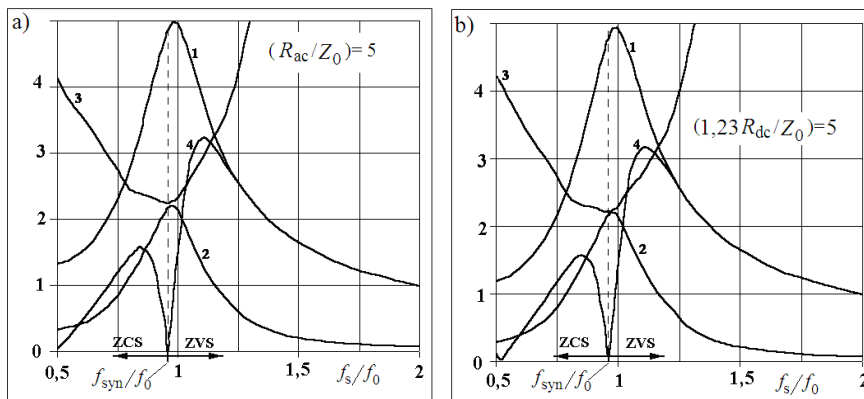 a)
(R_ac/Z_0)= 5
1
3
4
2
4
3
2
1
0
ZCS ZVS
0,5 1 1,5 2
f_syn/f_0 f_s/f_0
b)
(1,23R_dc/Z_0)=5
1
3
4
2
5
4
3
2
1
0
ZCS ZVS
0,5 1 1,5 2
f_syn/f_0 f_s/f_0